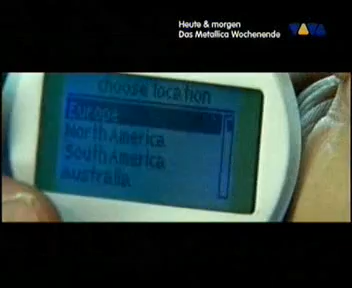 Heute & morgen
Das Metallica Wochenende
VIVA
choose location
Europe
North America
South America
australia